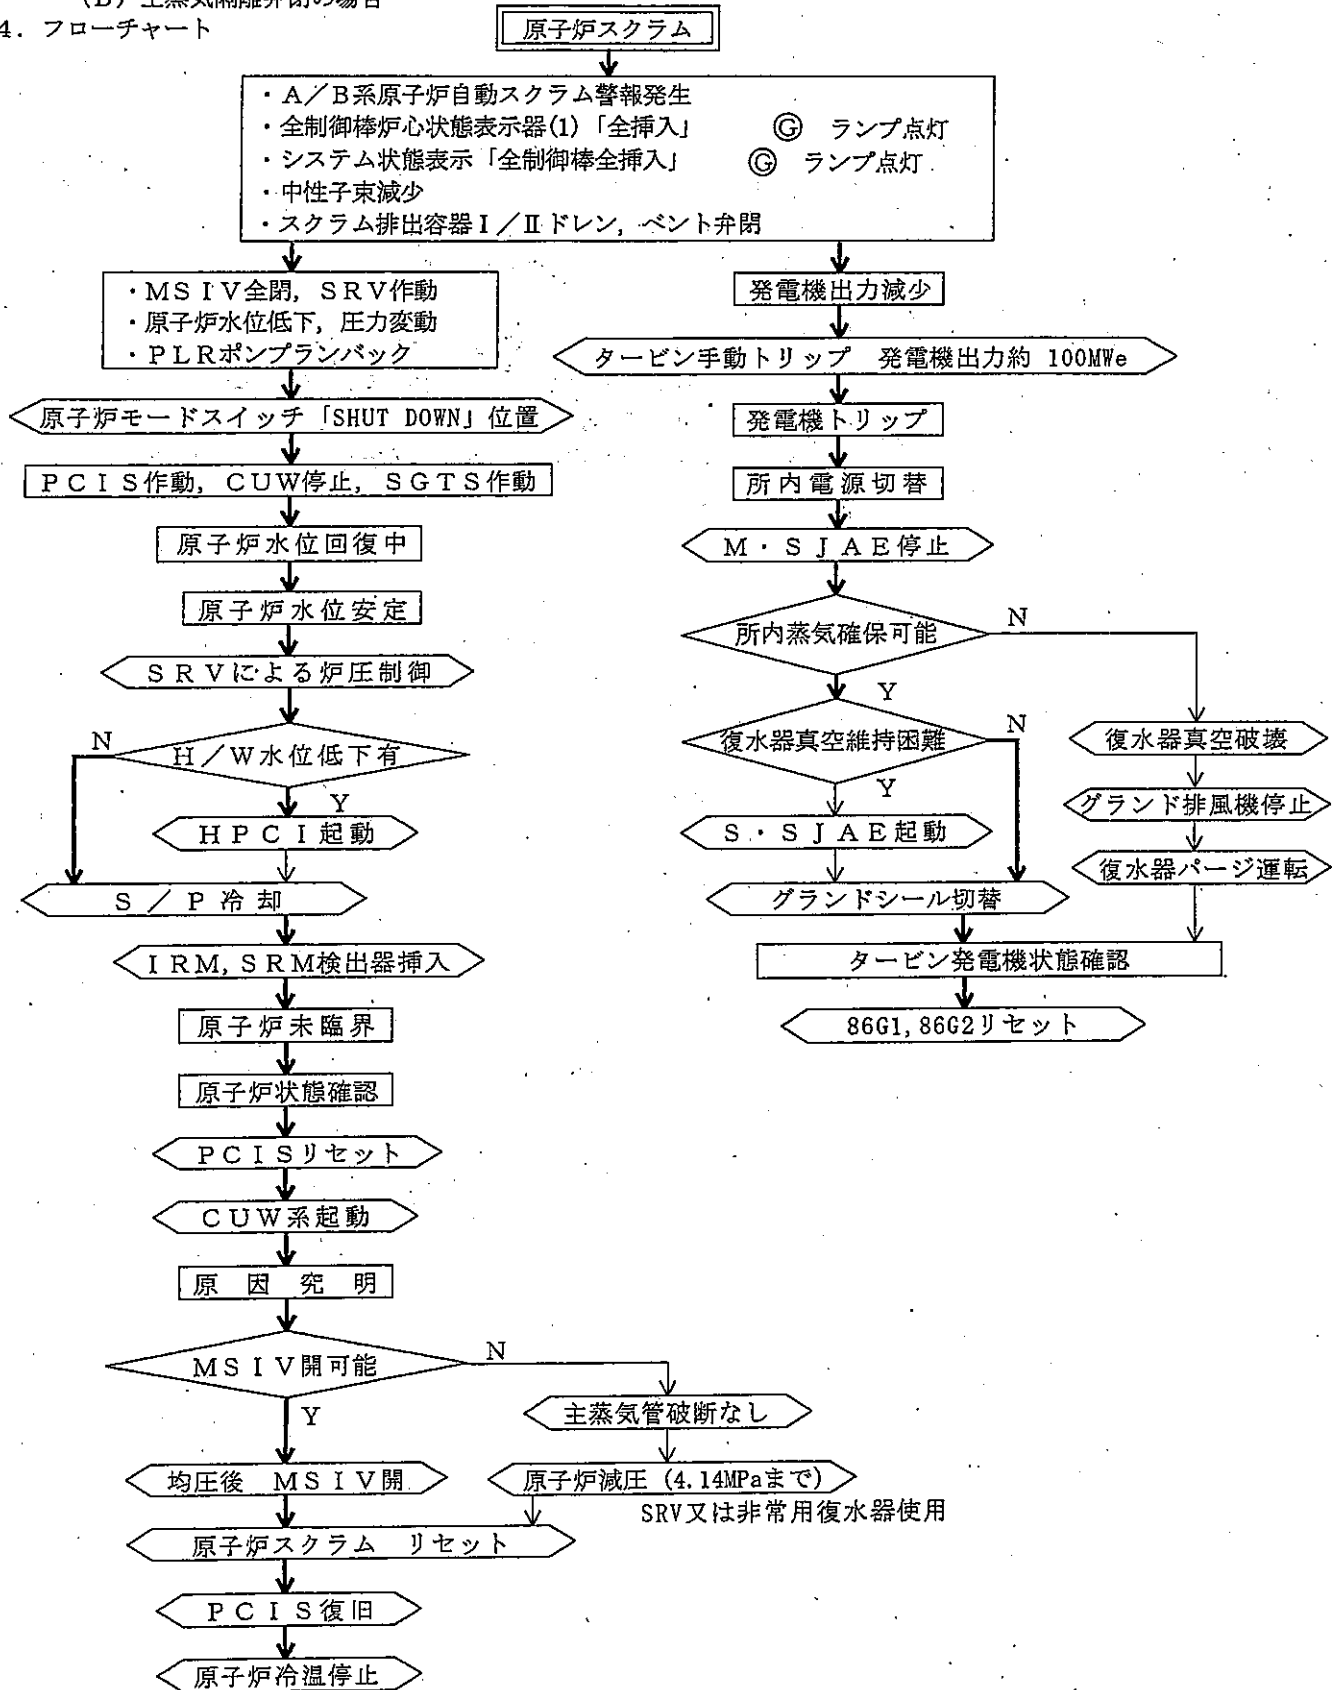 (B) 主蒸気隔離弁閉の場合
4. フローチャート
原子炉スクラム
・A／B系原子炉自動スクラム警報発生
・全制御棒炉心状態表示器(1)「全挿入」 Ⓖ ランプ点灯
・システム状態表示「全制御棒全挿入」 Ⓖ ランプ点灯
・中性子束減少
・スクラム排出容器Ⅰ／Ⅱドレン，ベント弁閉
・MSIV全閉，SRV作動
・原子炉水位低下，圧力変動
・PLRポンプランバック
原子炉モードスイッチ「SHUT DOWN」位置
PCIS作動，CUW停止，SGTS作動
原子炉水位回復中
原子炉水位安定
SRVによる炉圧制御
H／W水位低下有
N
Y
HPCI起動
S／P冷却
IRM，SRM検出器挿入
原子炉未臨界
原子炉状態確認
PCISリセット
CUW系起動
原因究明
MSIV開可能
N
Y
主蒸気管破断なし
均圧後 MSIV開
原子炉減圧（4.14MPaまで）
SRV又は非常用復水器使用
原子炉スクラム リセット
PCIS復旧
原子炉冷温停止
発電機出力減少
タービン手動トリップ 発電機出力約 100MWe
発電機トリップ
所内電源切替
M・SJAE停止
所内蒸気確保可能
N
Y
復水器真空維持困難
N
Y
S・SJAE起動
グランドシール切替
復水器真空破壊
グランド排風機停止
復水器パージ運転
タービン発電機状態確認
86G1，86G2リセット